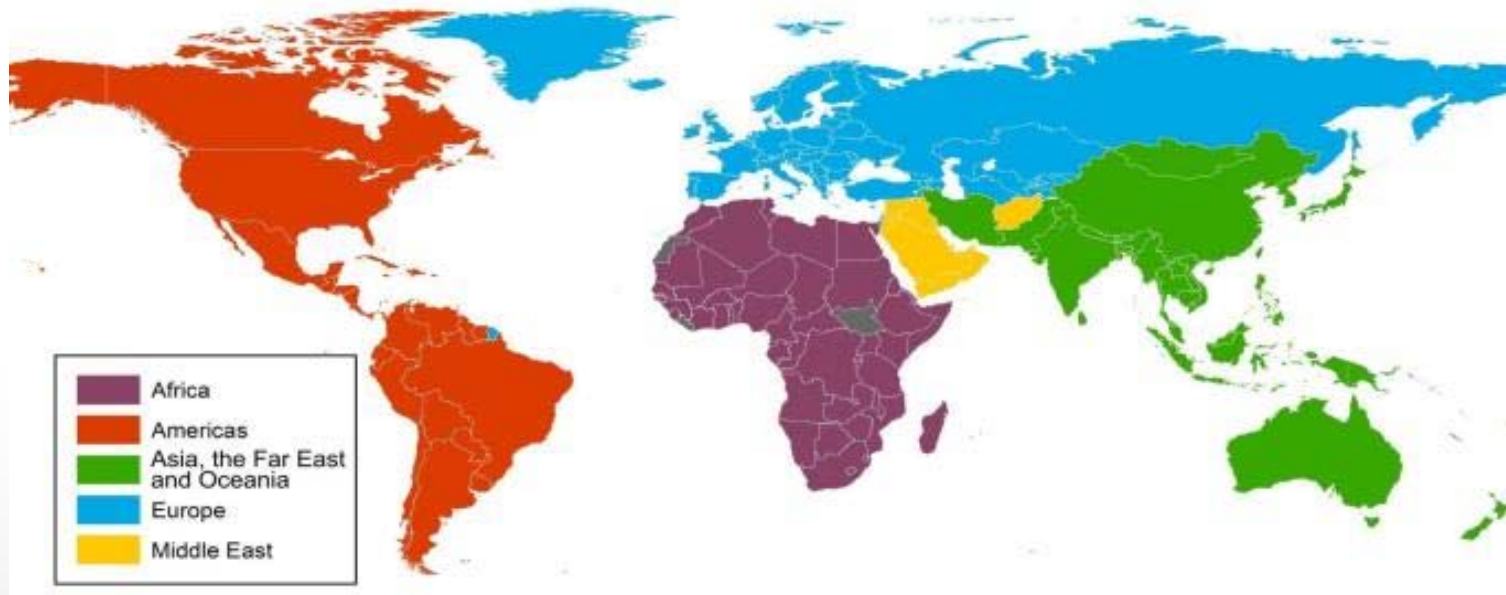 Africa
Americas
Asia, the Far East
and Oceania
Europe
Middle East